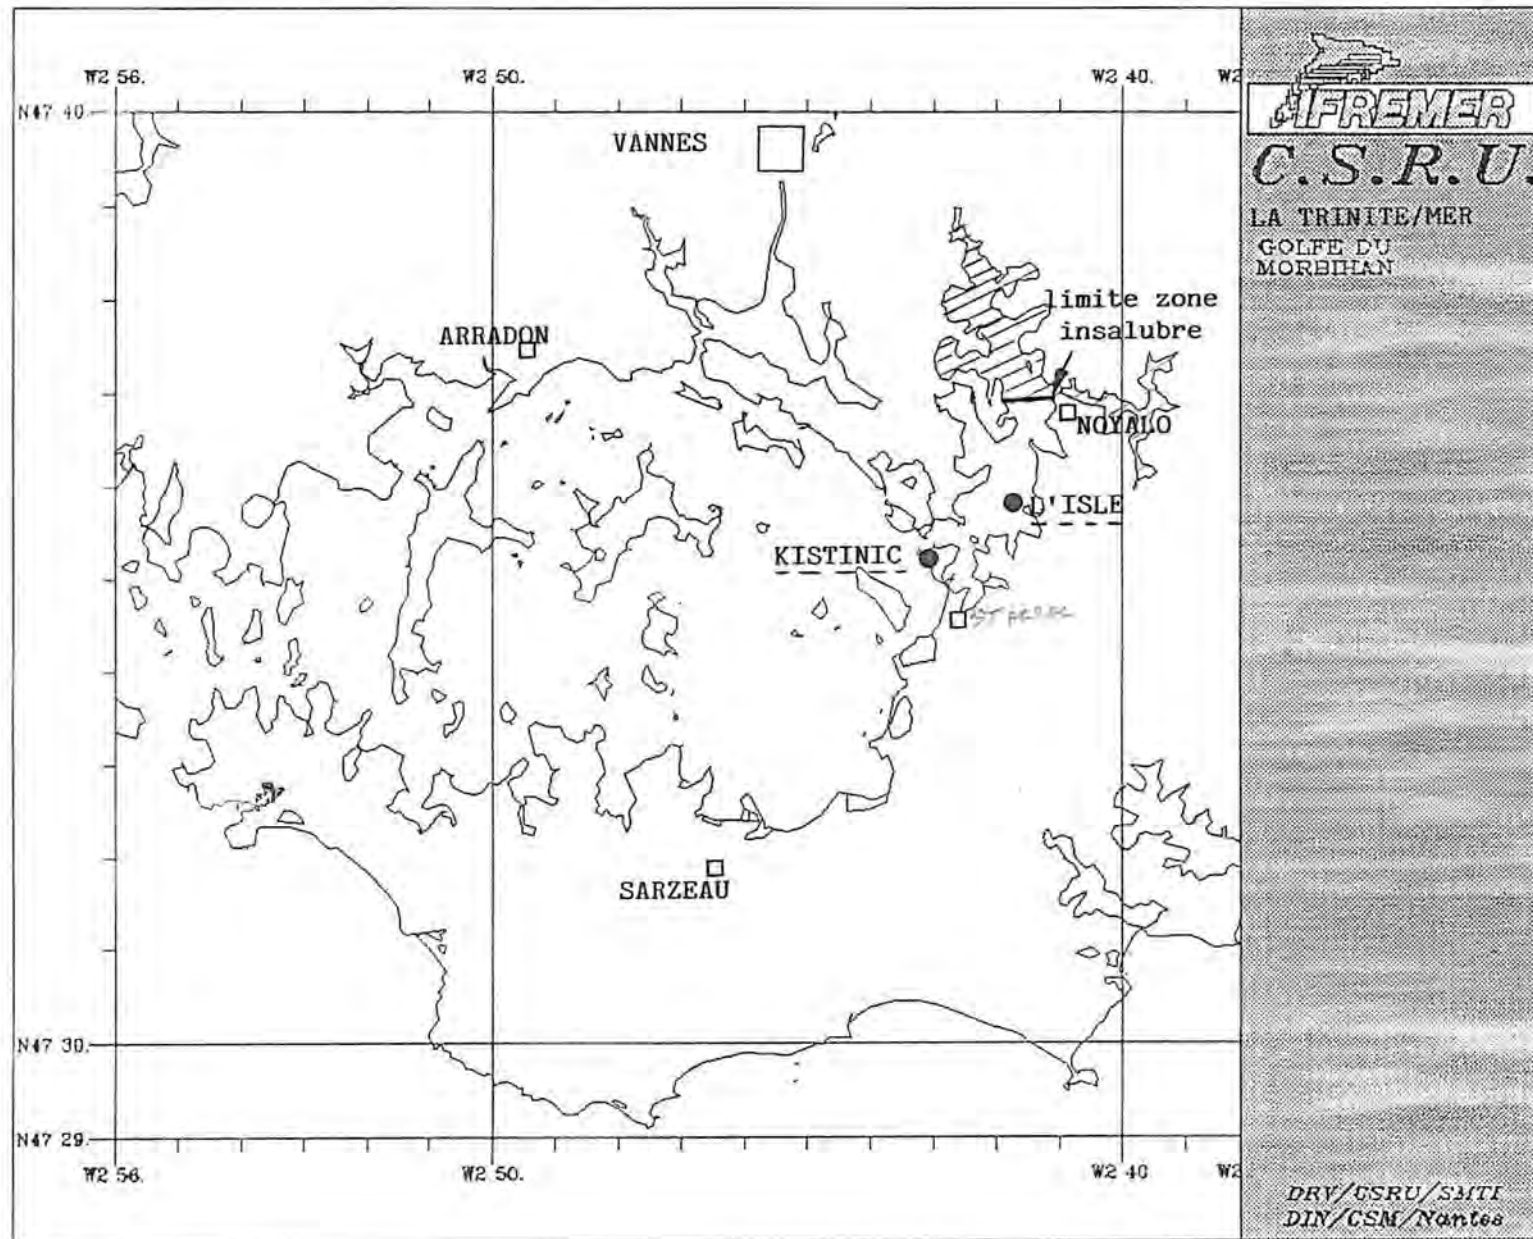 W2 56.
W2 50.
W2 40.
W2
N47 40
VANNES
ARRADON
limite zone
insalubre
NOYALO
D'ISLE
KISTINIC
SARZEAU
N47 30.
N47 29.
W2 56.
W2 50.
W2 40.
W2
IFREMER
C.S.R.U.
LA TRINITE/MER
GOLFE DU
MORBIHAN
DRV/CSRU/SMTI
DIN/CSM/Nantes